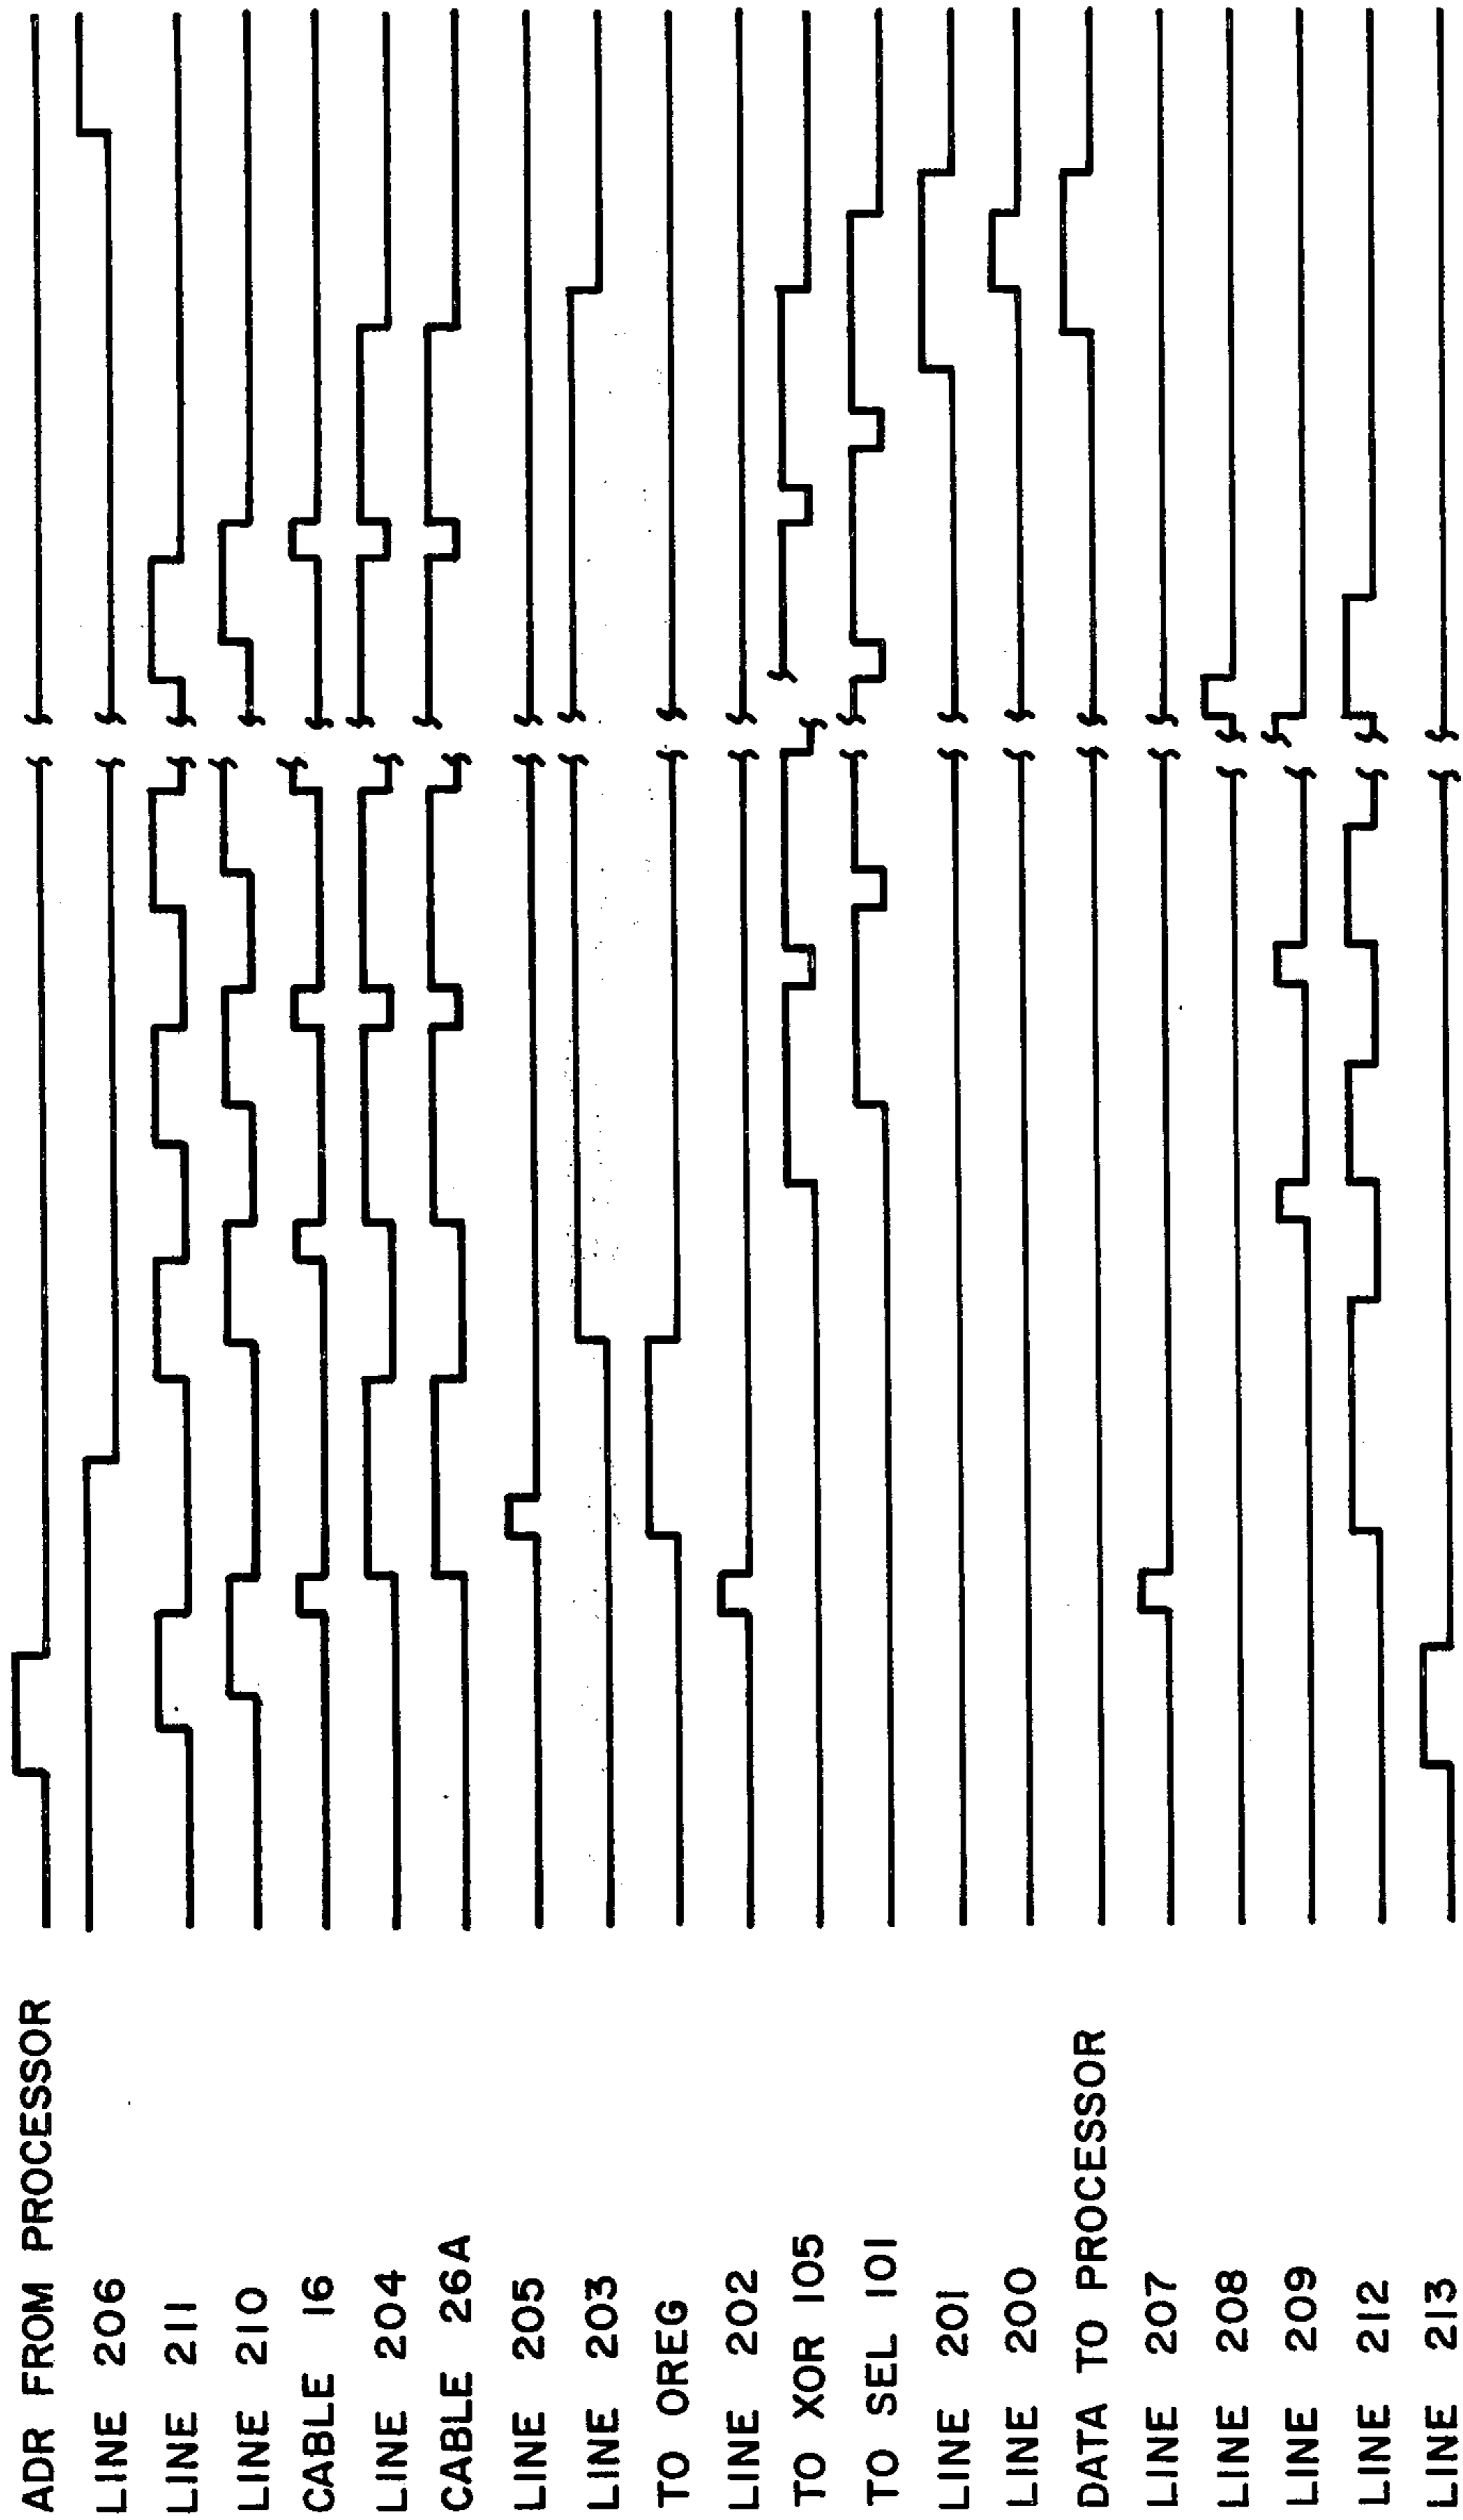 ADR FROM PROCESSOR
LINE 206
LINE 211
LINE 210
CABLE 16
LINE 204
CABLE 26A
LINE 205
LINE 203
TO OREG
LINE 202
TO XOR 105
TO SEL 101
LINE 201
LINE 200
DATA TO PROCESSOR
LINE 207
LINE 208
LINE 209
LINE 212
LINE 213